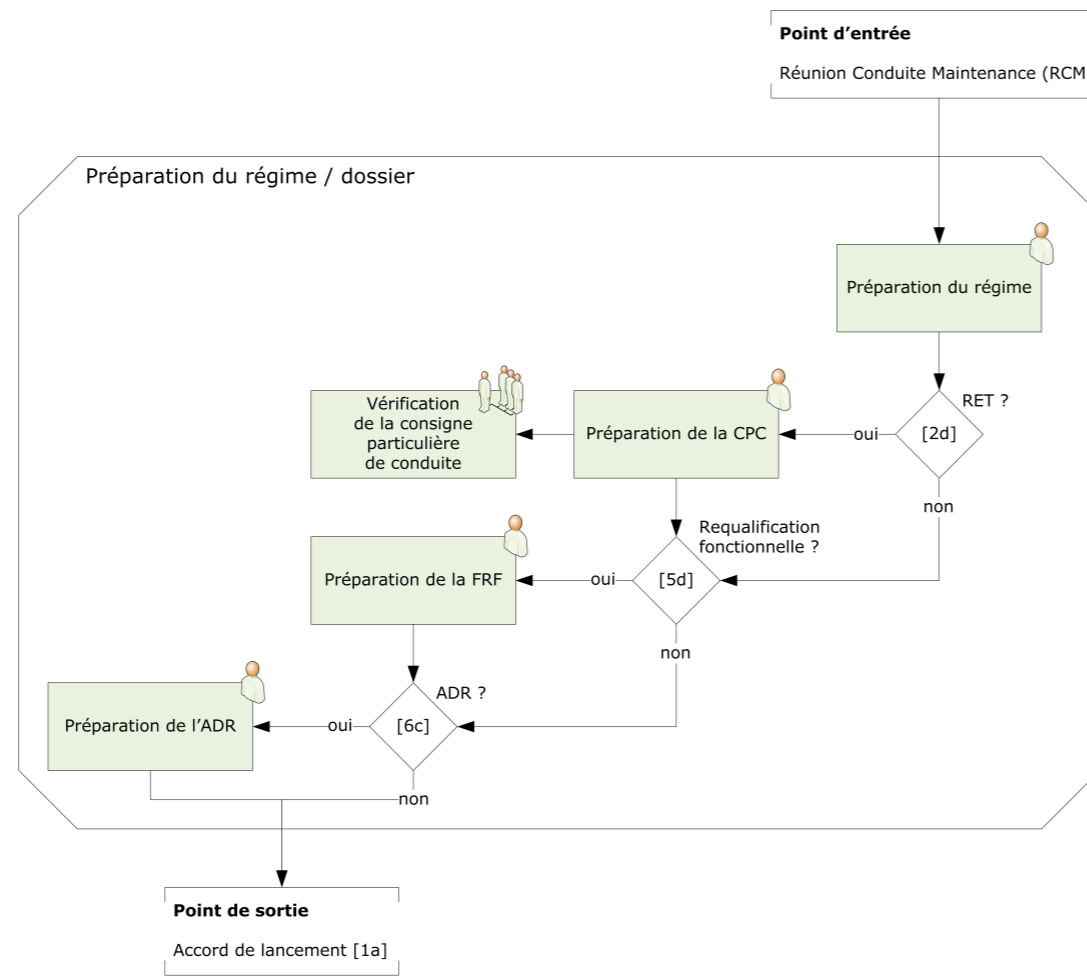 Point d’entrée
Réunion Conduite Maintenance (RCM
Préparation du régime / dossier
Préparation du régime
RET ?
[2d]
oui
non
Préparation de la CPC
Vérification
de la consigne
particulière
de conduite
Requalification
fonctionnelle ?
[5d]
oui
non
Préparation de la FRF
ADR ?
[6c]
oui
non
Préparation de l’ADR
Point de sortie
Accord de lancement [1a]